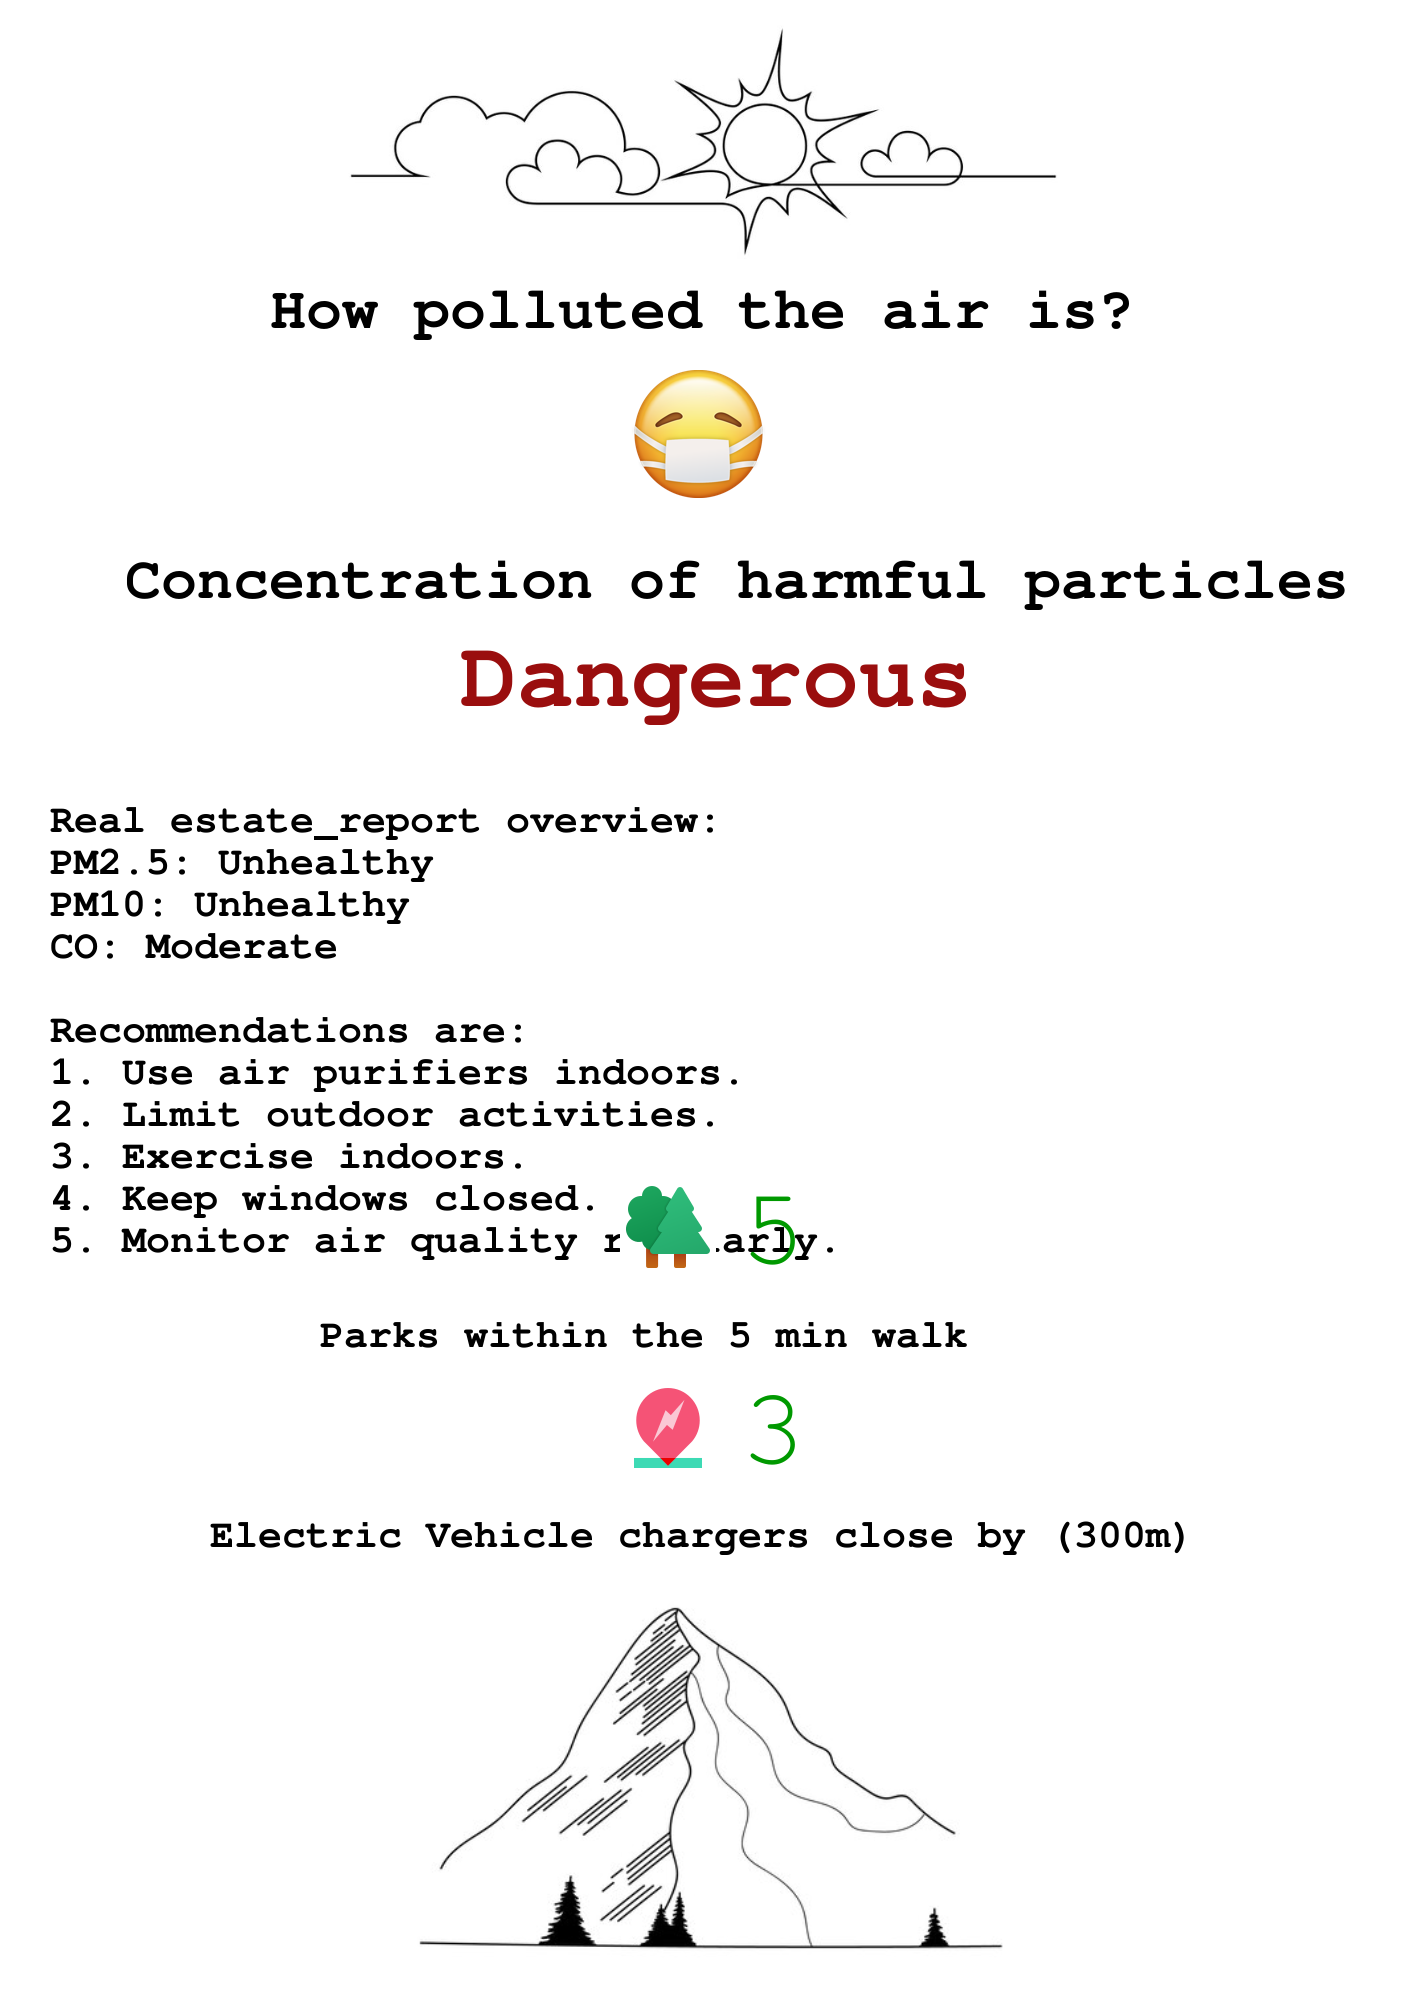 How polluted the air is?
Concentration of harmful particles
Dangerous
Real estate_report overview:
PM2.5: Unhealthy
PM10: Unhealthy
CO: Moderate
Recommendations are:
1. Use air purifiers indoors.
2. Limit outdoor activities.
3. Exercise indoors.
4. Keep windows closed.
5. Monitor air quality
5
Parks within the 5 min walk
3
Electric Vehicle chargers close by (300m)